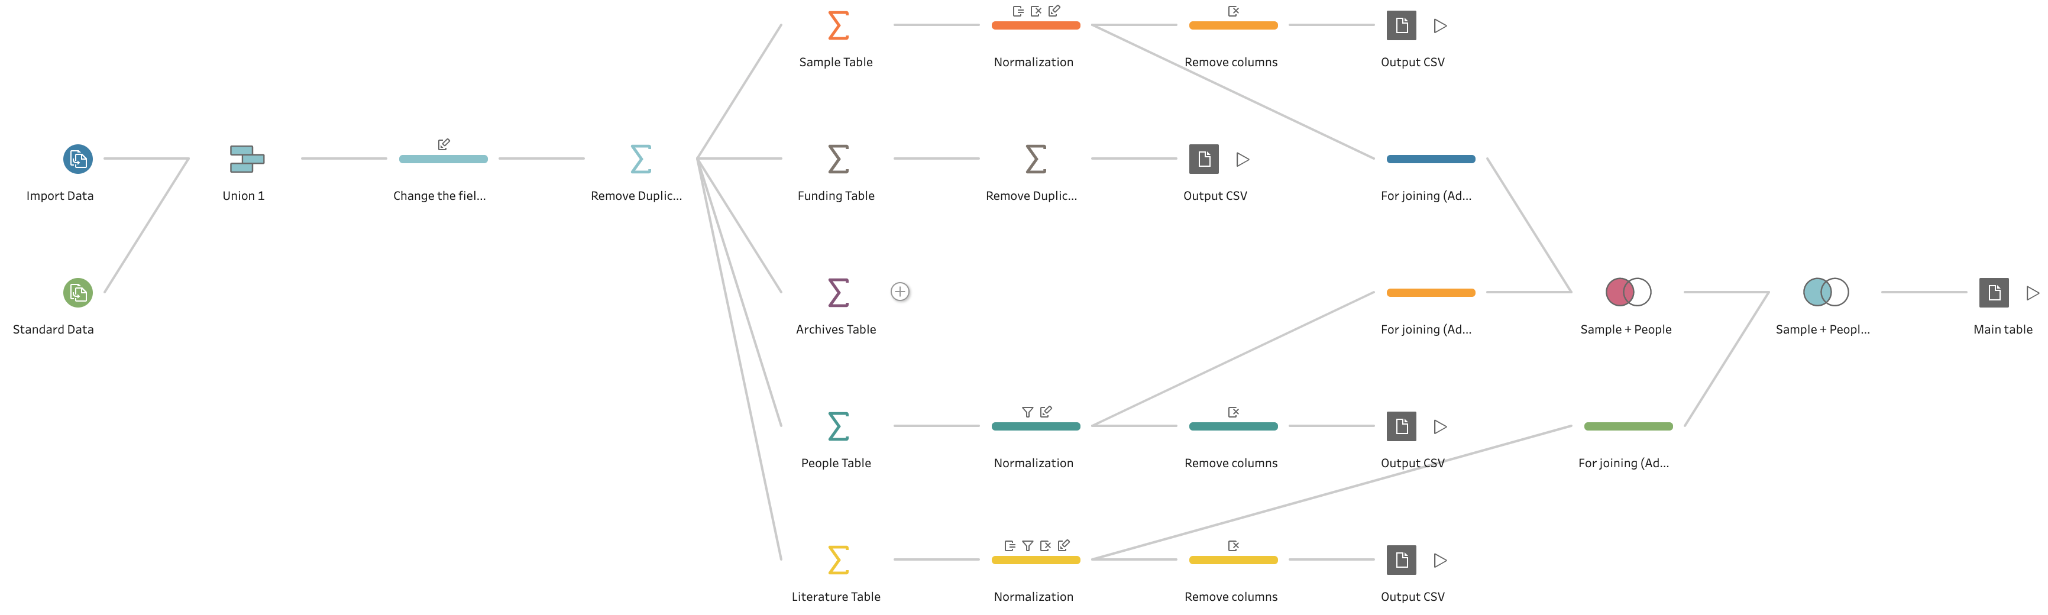 Sample Table
Normalization
Remove columns
Output CSV
Import Data
Union 1
Change the fiel...
Remove Duplic...
Funding Table
Remove Duplic...
Output CSV
For joining (Ad...
Standard Data
Archives Table
For joining (Ad...
Sample + People
Sample + Peopl...
Main table
People Table
Normalization
Remove columns
Output CSV
For joining (Ad...
Literature Table
Normalization
Remove columns
Output CSV